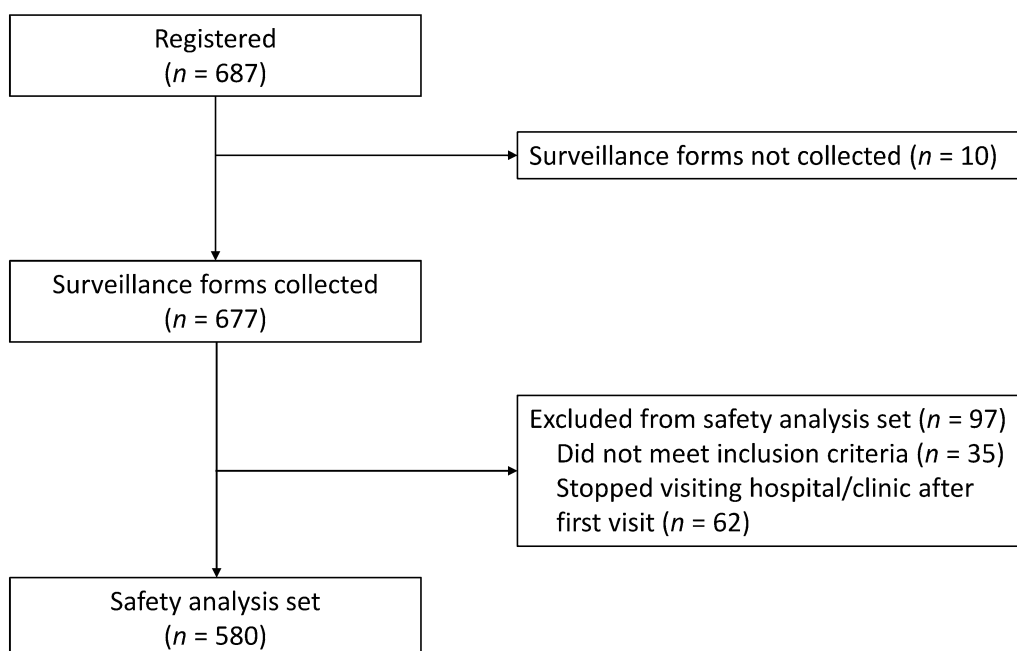 Registered
(n = 687)
Surveillance forms not collected (n = 10)
Surveillance forms collected
(n = 677)
Excluded from safety analysis set (n = 97)
Did not meet inclusion criteria (n = 35)
Stopped visiting hospital/clinic after
first visit (n = 62)
Safety analysis set
(n = 580)